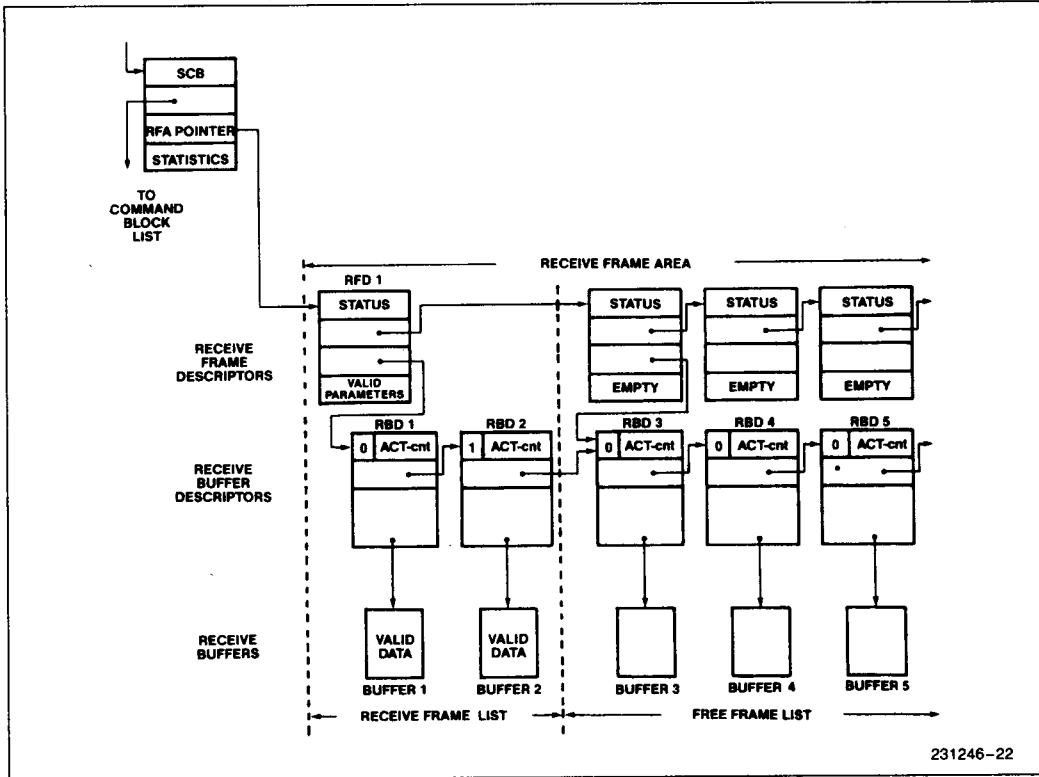 SCB
RFA POINTER
STATISTICS
TO
COMMAND
BLOCK
LIST
RECEIVE FRAME AREA
RFD 1
STATUS
STATUS
STATUS
STATUS
RECEIVE
FRAME
DESCRIPTORS
VALID
PARAMETERS
EMPTY
EMPTY
EMPTY
RBD 1
RBD 2
RBD 3
RBD 4
RBD 5
0 ACT-cnt
1 ACT-cnt
0 ACT-cnt
0 ACT-cnt
0 ACT-cnt
RECEIVE
BUFFER
DESCRIPTORS
RECEIVE
BUFFERS
VALID
DATA
VALID
DATA
BUFFER 1
BUFFER 2
BUFFER 3
BUFFER 4
BUFFER 5
RECEIVE FRAME LIST
FREE FRAME LIST
231246-22